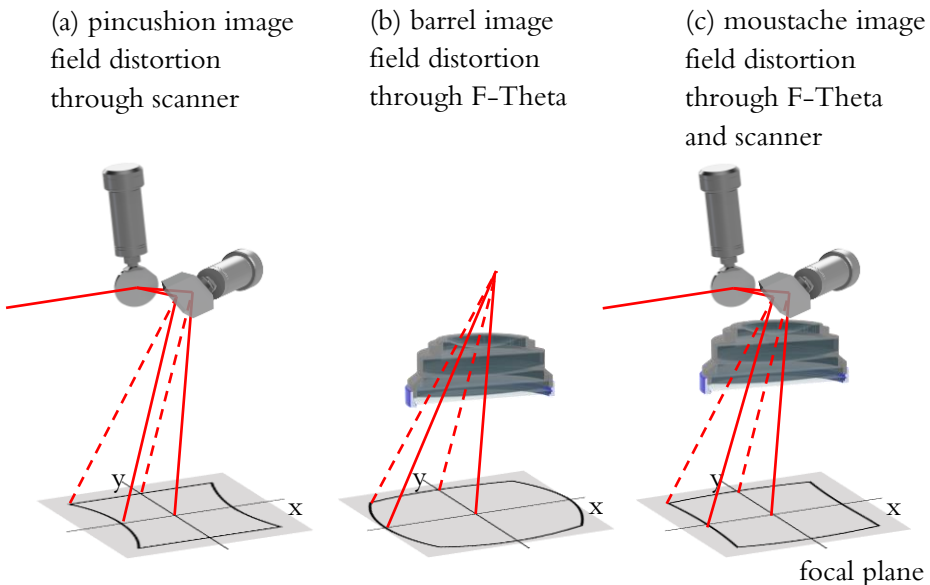 (a) pincushion image
field distortion
through scanner
(b) barrel image
field distortion
through F-Theta
(c) moustache image
field distortion
through F-Theta
and scanner
y
x
y
x
y
x
focal plane